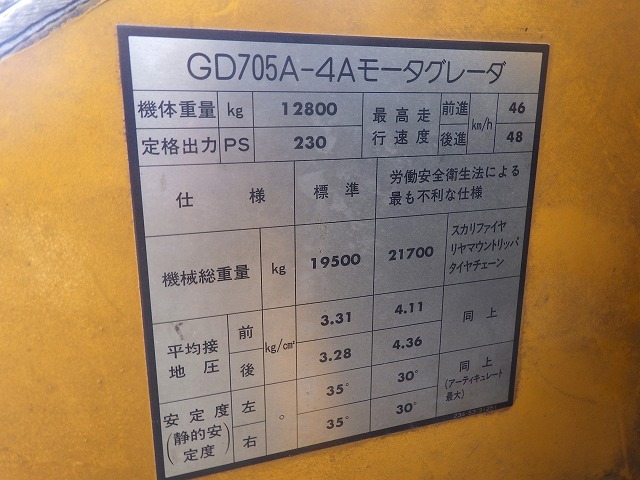 GD705A-4Aモータグレーダ
機体重量 kg 12800 最高走行速度 前進 km/h 46
定格出力 PS 230 後進 48
仕様 標準 労働安全衛生法による最も不利な仕様
機械総重量 kg 19500 21700 スカリファイヤ
リヤマウントリッパ
タイヤチェーン
平均接地圧 前 kg/cm² 3.31 4.11 同上
後 3.28 4.36
安定度(静的安定度) 左 ° 35° 30° 同上(アーティキュレート最大)
右 35° 30°